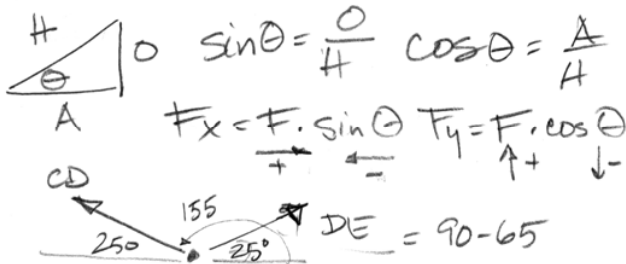 H O sinθ = O/H cosθ = A/H
θ
A Fx = F · sinθ Fy = F · cosθ
+ - ↑+ ↓-
CD
155 DE = 90-65
250 25°